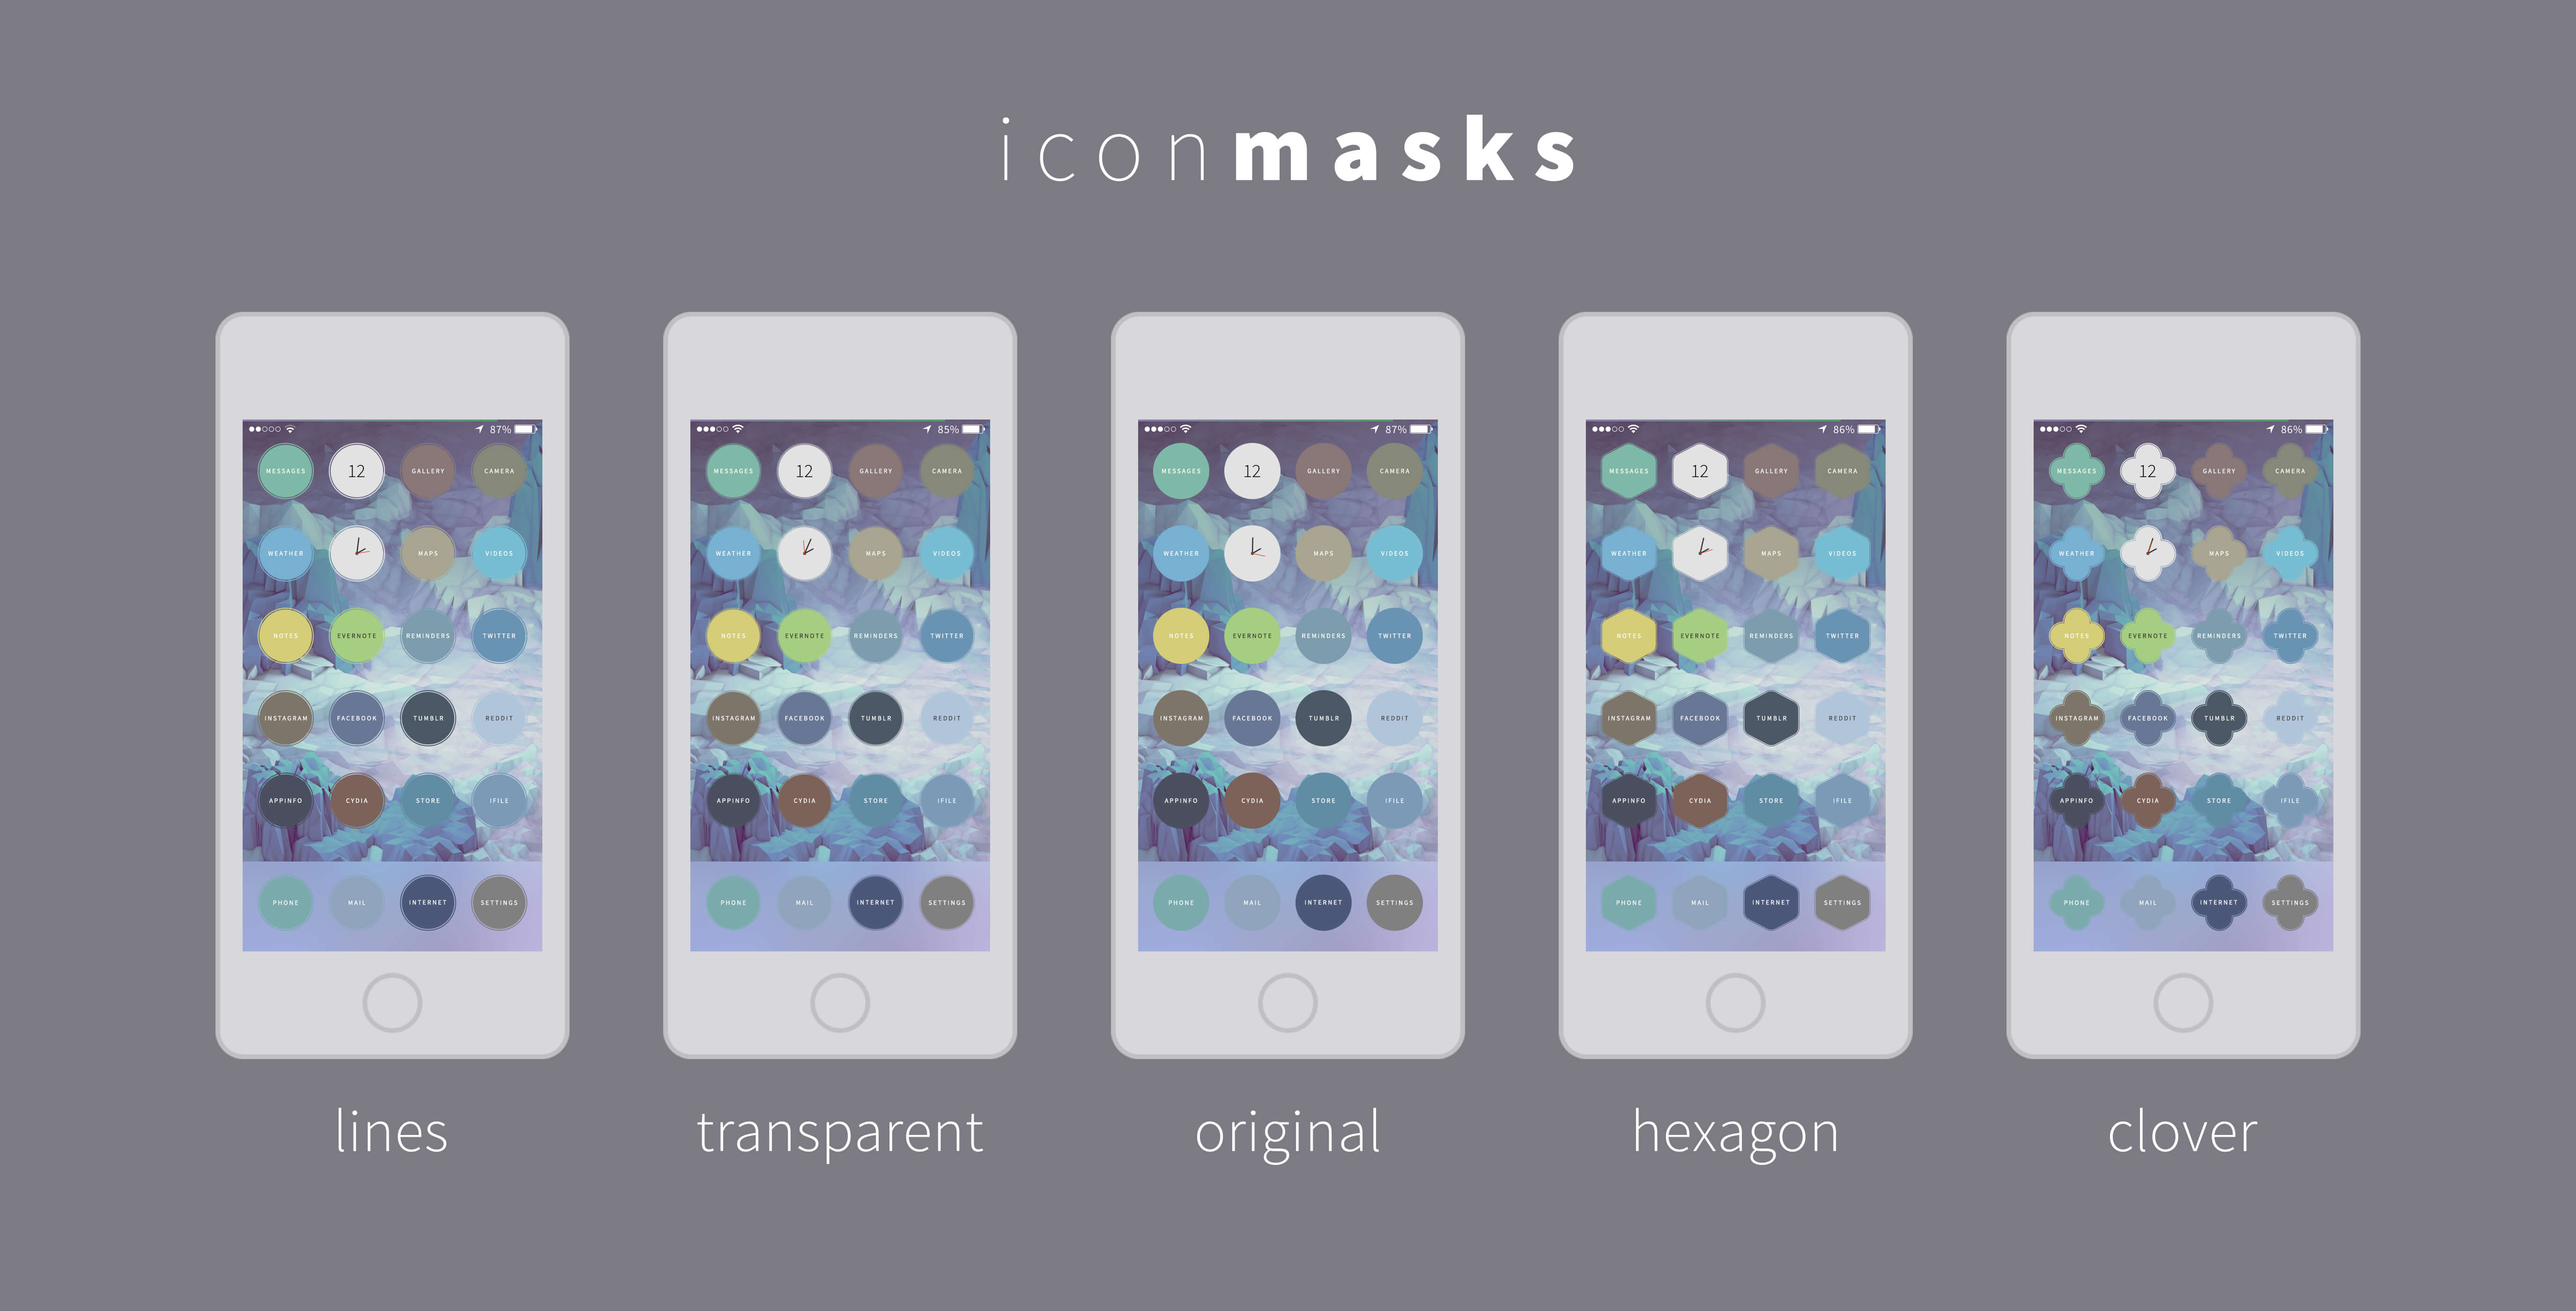 iconmasks
87%
MESSAGES 12 GALLERY CAMERA
WEATHER MAPS VIDEOS
NOTES EVERNOTE REMINDERS TWITTER
INSTAGRAM FACEBOOK TUMBLR REDDIT
APPINFO CYDIA STORE IFILE
PHONE MAIL INTERNET SETTINGS
lines
85%
MESSAGES 12 GALLERY CAMERA
WEATHER MAPS VIDEOS
NOTES EVERNOTE REMINDERS TWITTER
INSTAGRAM FACEBOOK TUMBLR REDDIT
APPINFO CYDIA STORE IFILE
PHONE MAIL INTERNET SETTINGS
transparent
87%
MESSAGES 12 GALLERY CAMERA
WEATHER MAPS VIDEOS
NOTES EVERNOTE REMINDERS TWITTER
INSTAGRAM FACEBOOK TUMBLR REDDIT
APPINFO CYDIA STORE IFILE
PHONE MAIL INTERNET SETTINGS
original
86%
MESSAGES 12 GALLERY CAMERA
WEATHER MAPS VIDEOS
NOTES EVERNOTE REMINDERS TWITTER
INSTAGRAM FACEBOOK TUMBLR REDDIT
APPINFO CYDIA STORE IFILE
PHONE MAIL INTERNET SETTINGS
hexagon
86%
MESSAGES 12 GALLERY CAMERA
WEATHER MAPS VIDEOS
NOTES EVERNOTE REMINDERS TWITTER
INSTAGRAM FACEBOOK TUMBLR REDDIT
APPINFO CYDIA STORE IFILE
PHONE MAIL INTERNET SETTINGS
clover